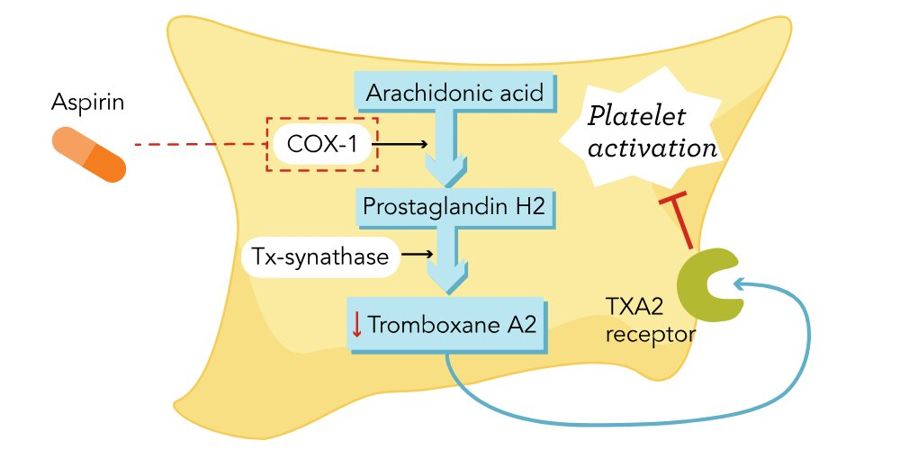 Aspirin
Arachidonic acid
COX-1
Platelet
activation
Prostaglandin H2
Tx-synathase
↓ Tromboxane A2
TXA2
receptor